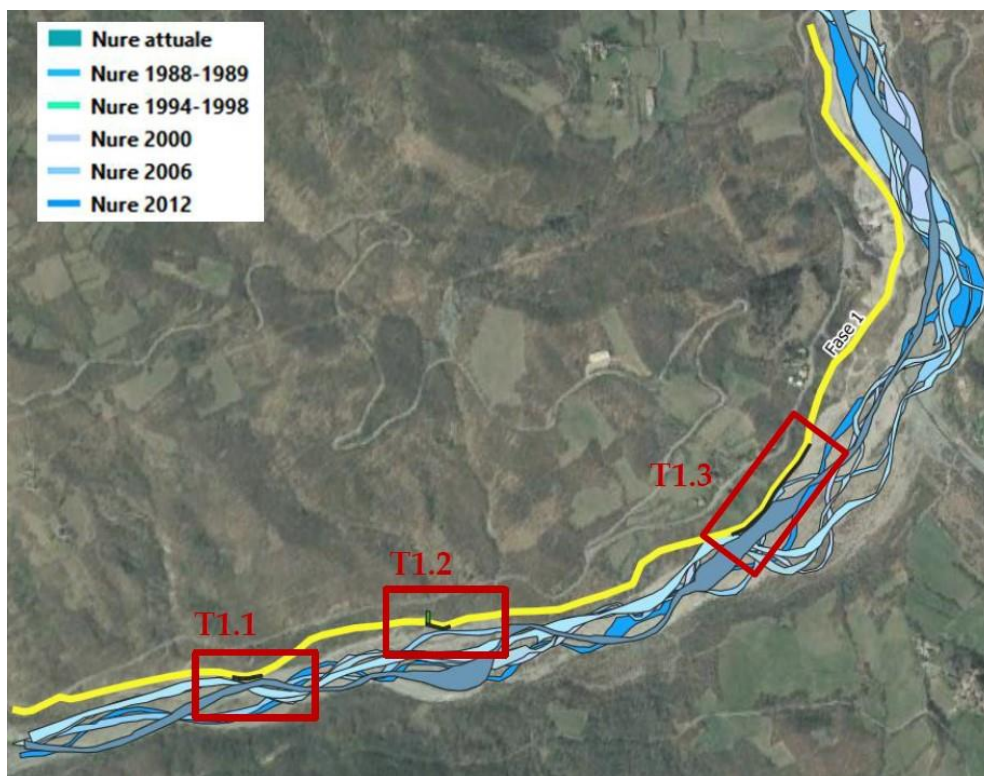 Nure attuale
Nure 1988-1989
Nure 1994-1998
Nure 2000
Nure 2006
Nure 2012
Fase 1
T1.3
T1.2
T1.1